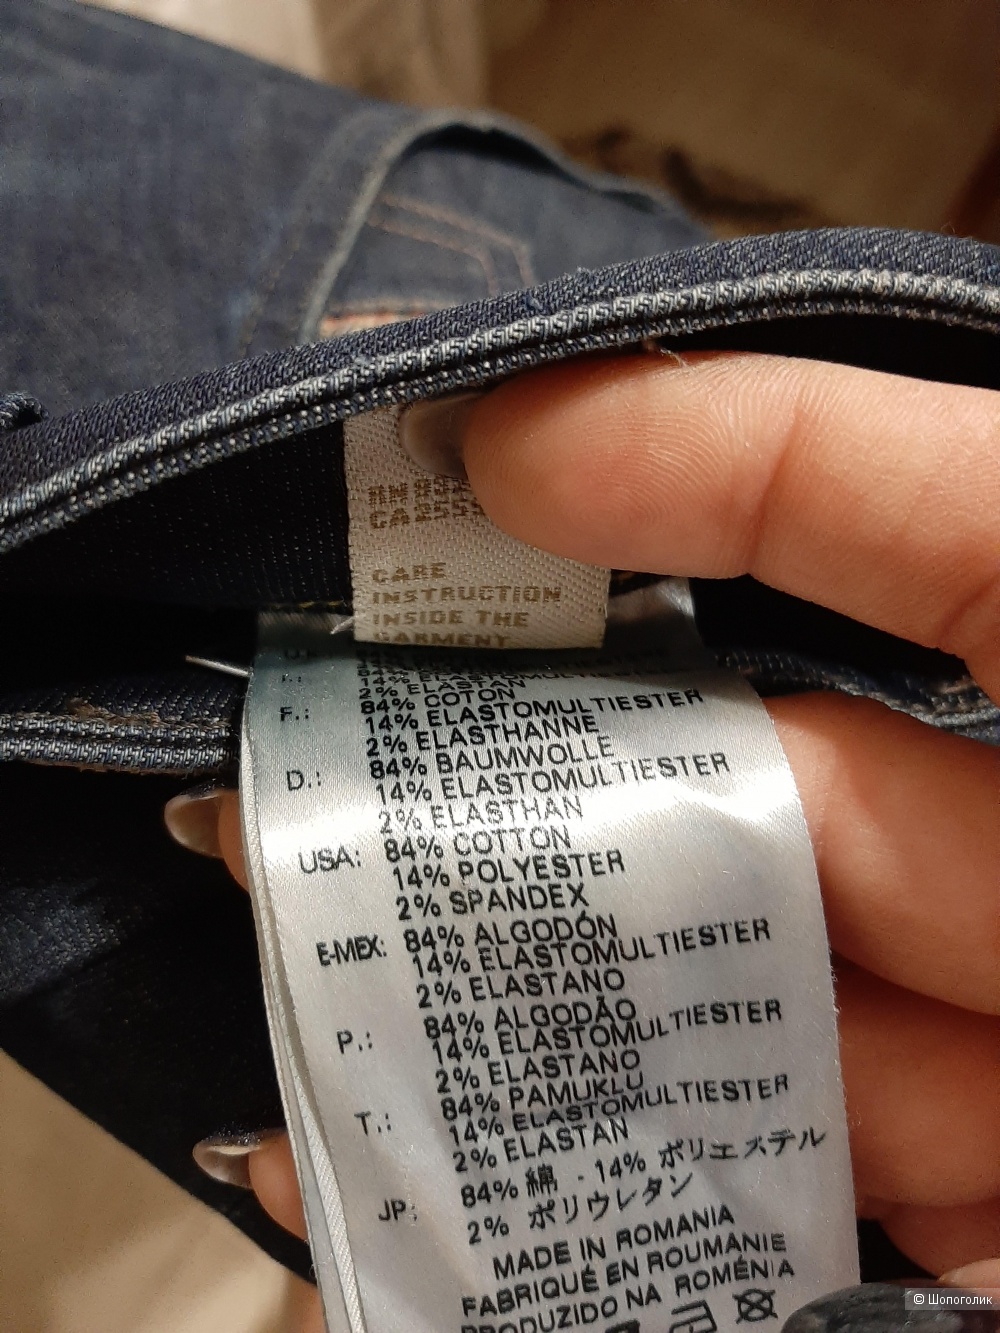 CARE
INSTRUCTION
INSIDE THE
GARMENT
2% ELASTAN
F.: 84% COTON
14% ELASTOMULTIESTER
2% ELASTHANNE
D.: 84% BAUMWOLLE
14% ELASTOMULTIESTER
2% ELASTHAN
USA: 84% COTTON
14% POLYESTER
2% SPANDEX
E-MEX: 84% ALGODÓN
14% ELASTOMULTIESTER
2% ELASTANO
P.: 84% ALGODÃO
14% ELASTOMULTIESTER
2% ELASTANO
T.: 84% PAMUKLU
14% ELASTOMULTIESTER
2% ELASTAN
JP: 84% 綿 - 14% ポリエステル
2% ポリウレタン
MADE IN ROMANIA
FABRIQUÉ EN ROUMANIE
PRODUZIDO NA ROMÉNIA
© Шопоголик